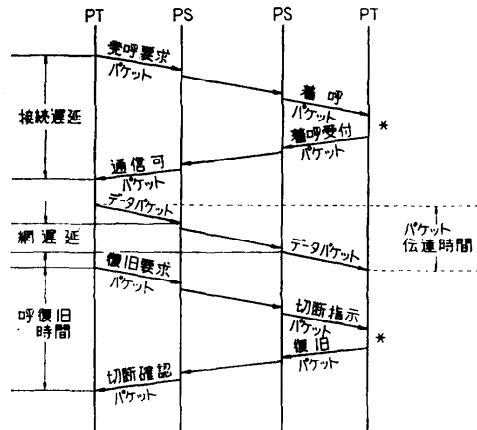 PT PS PS PT
発呼要求
パケット
着呼
パケット
*
接続遅延
着呼受付
パケット
通信可
パケット
データパケット
網遅延
データパケット
パケット
伝達時間
復旧要求
パケット
切断指示
パケット
*
呼復旧
時間
復旧
パケット
切断確認
パケット